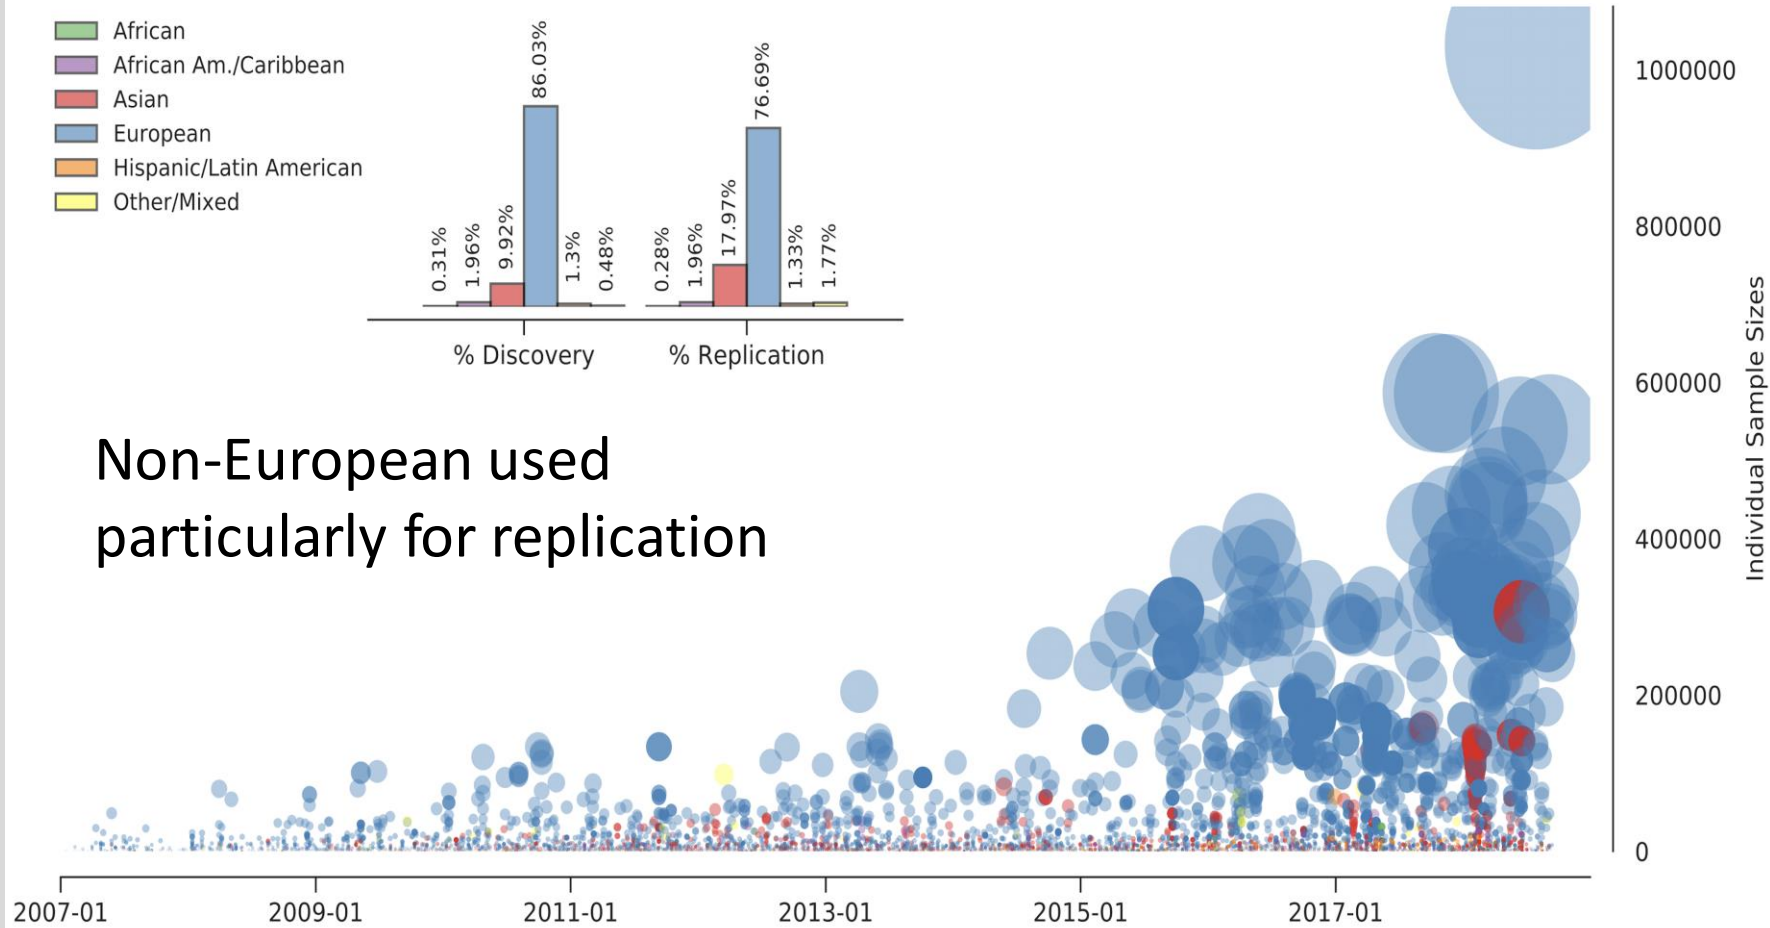 African
African Am./Caribbean
Asian
European
Hispanic/Latin American
Other/Mixed
0.31%
1.96%
9.92%
86.03%
1.3%
0.48%
0.28%
1.96%
17.97%
76.69%
1.33%
1.77%
% Discovery
% Replication
Non-European used
particularly for replication
1000000
800000
600000
400000
200000
0
Individual Sample Sizes
2007-01
2009-01
2011-01
2013-01
2015-01
2017-01